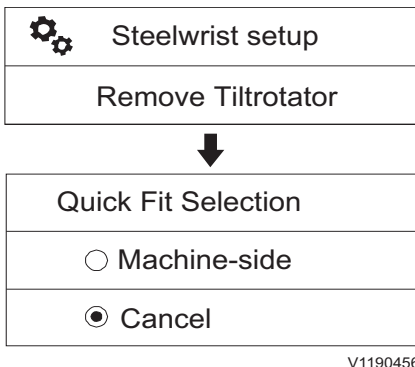 Steelwrist setup
Remove Tiltrotator
Quick Fit Selection
Machine-side
Cancel
V1190456